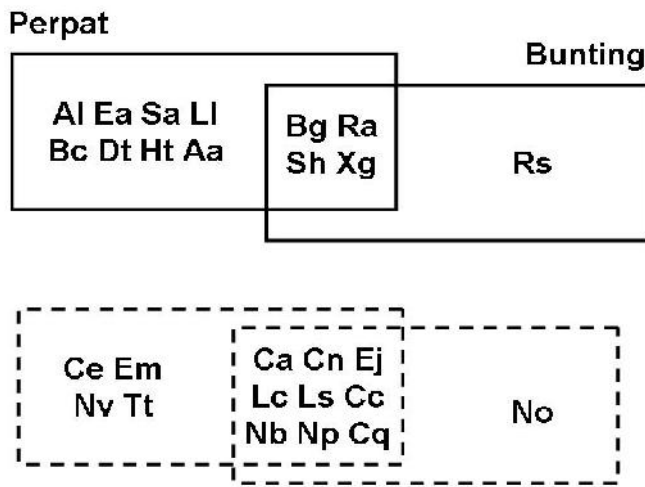 Perpat
Bunting
Al Ea Sa Ll
Bc Dt Ht Aa
Bg Ra
Sh Xg
Rs
Ce Em
Nv Tt
Ca Cn Ej
Lc Ls Cc
Nb Np Cq
No